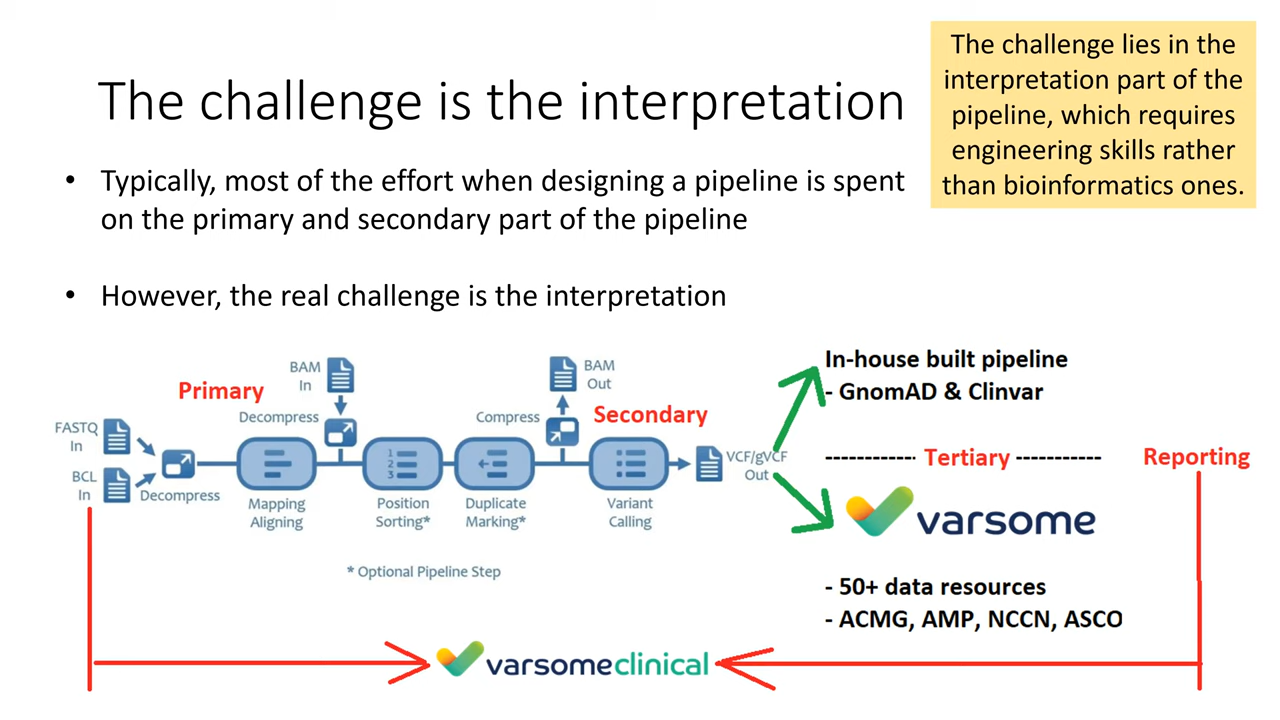 The challenge is the interpretation
The challenge lies in the
interpretation part of the
pipeline, which requires
engineering skills rather
than bioinformatics ones.
• Typically, most of the effort when designing a pipeline is spent
on the primary and secondary part of the pipeline
• However, the real challenge is the interpretation
Primary
Secondary
FASTQ
In
BCL
In
Decompress
BAM
In
Decompress
Mapping
Aligning
1
2
3
Position
Sorting*
Compress
BAM
Out
Duplicate
Marking*
Variant
Calling
VCF/gVCF
Out
* Optional Pipeline Step
In-house built pipeline
- GnomAD & Clinvar
------------ Tertiary -----------
Reporting
varsome
- 50+ data resources
- ACMG, AMP, NCCN, ASCO
varsomeclinical